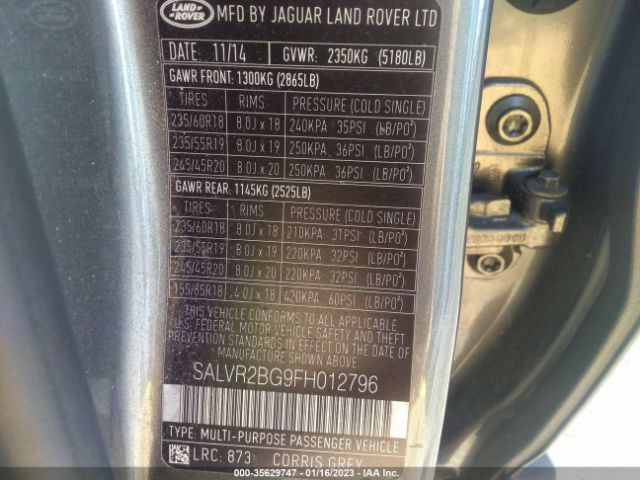 LAND ROVER MFD BY JAGUAR LAND ROVER LTD
DATE: 11/14 GVWR: 2350KG (5180LB)
GAWR FRONT: 1300KG (2865LB)
TIRES RIMS PRESSURE (COLD SINGLE)
235/60R18 8.0J x 18 240KPA 35PSI (LB/PO²)
235/55R19 8.0J x 19 250KPA 36PSI (LB/PO²)
245/45R20 8.0J x 20 250KPA 36PSI (LB/PO²)
GAWR REAR: 1145KG (2525LB)
TIRES RIMS PRESSURE (COLD SINGLE)
235/60R18 8.0J x 18 210KPA 31PSI (LB/PO²)
235/55R19 8.0J x 19 220KPA 32PSI (LB/PO²)
245/45R20 8.0J x 20 220KPA 32PSI (LB/PO²)
155/85R18 4.0J x 18 420KPA 60PSI (LB/PO²)
THIS VEHICLE CONFORMS TO ALL APPLICABLE
U.S. FEDERAL MOTOR VEHICLE SAFETY AND THEFT
PREVENTION STANDARDS IN EFFECT ON THE DATE OF
MANUFACTURE SHOWN ABOVE
SALVR2BG9FH012796
TYPE: MULTI-PURPOSE PASSENGER VEHICLE
LRC: 873 CORRIS GREY
© COPART - 35629747 - 01/16/2023 - IAA, Inc.